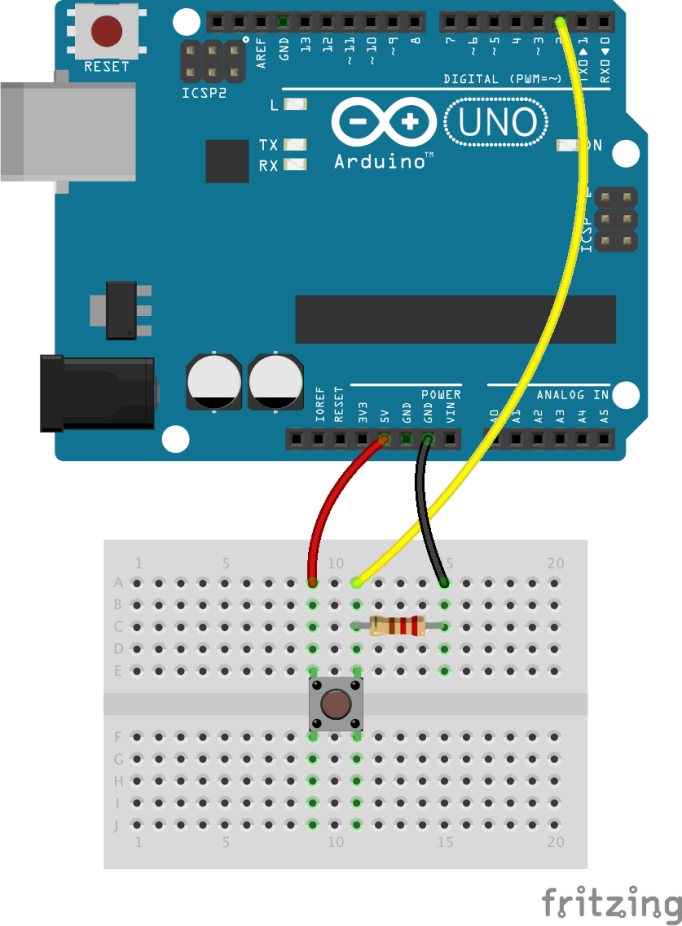 RESET
ICSP2
AREF
GND
13
12
~11
~10
~9
8
7
~6
~5
4
~3
2
TX0▶1
RX0◀0
DIGITAL (PWM=~)
L
TX
RX
Arduino™
UNO
ON
ICSP
IOREF
RESET
3V3
5V
GND
GND
VIN
POWER
A0
A1
A2
A3
A4
A5
ANALOG IN
1 5 10 15 20
A
B
C
D
E
F
G
H
I
J
1 5 10 15 20
fritzing